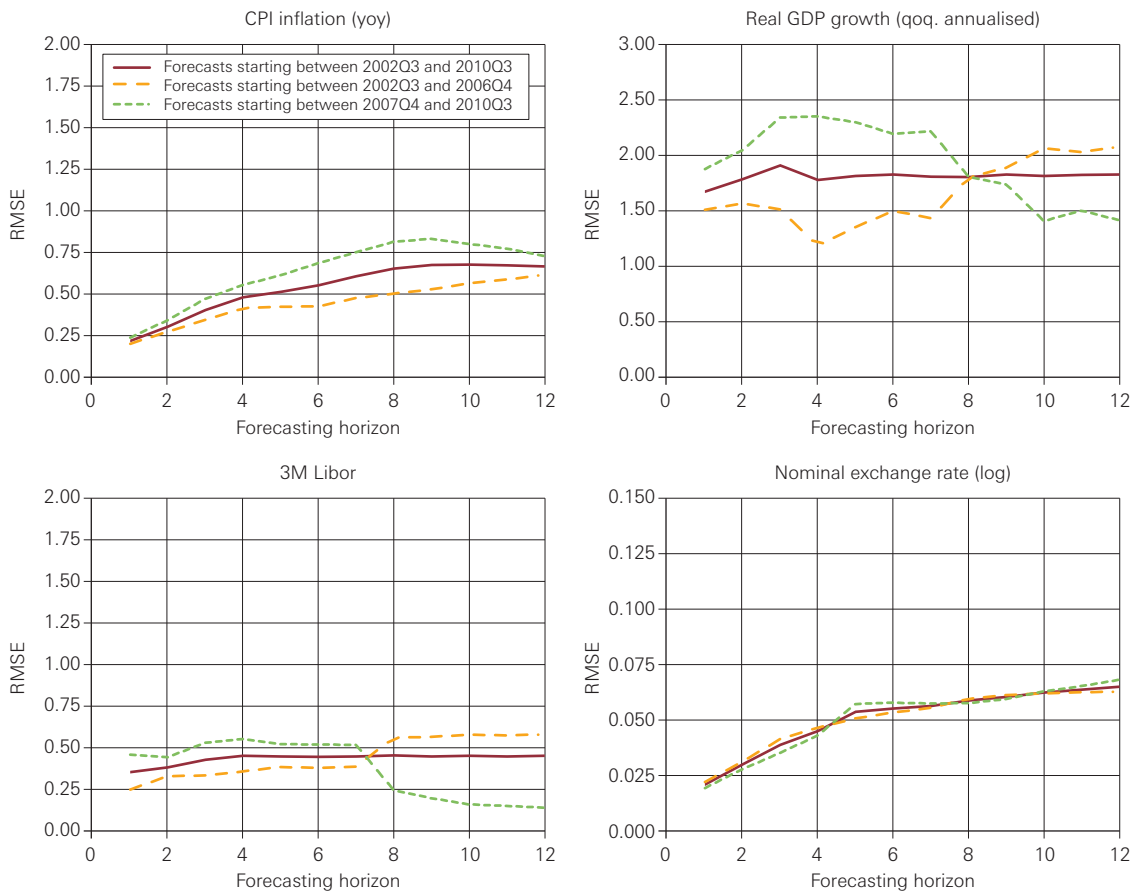 CPI inflation (yoy)
2.00
1.75
1.50
1.25
1.00
0.75
0.50
0.25
0.00
RMSE
Forecasts starting between 2002Q3 and 2010Q3
Forecasts starting between 2002Q3 and 2006Q4
Forecasts starting between 2007Q4 and 2010Q3
0 2 4 6 8 10 12
Forecasting horizon
Real GDP growth (qoq. annualised)
3.00
2.50
2.00
1.50
1.00
0.50
0.00
RMSE
0 2 4 6 8 10 12
Forecasting horizon
3M Libor
2.00
1.75
1.50
1.25
1.00
0.75
0.50
0.25
0.00
RMSE
0 2 4 6 8 10 12
Forecasting horizon
Nominal exchange rate (log)
0.150
0.125
0.100
0.075
0.050
0.025
0.000
RMSE
0 2 4 6 8 10 12
Forecasting horizon